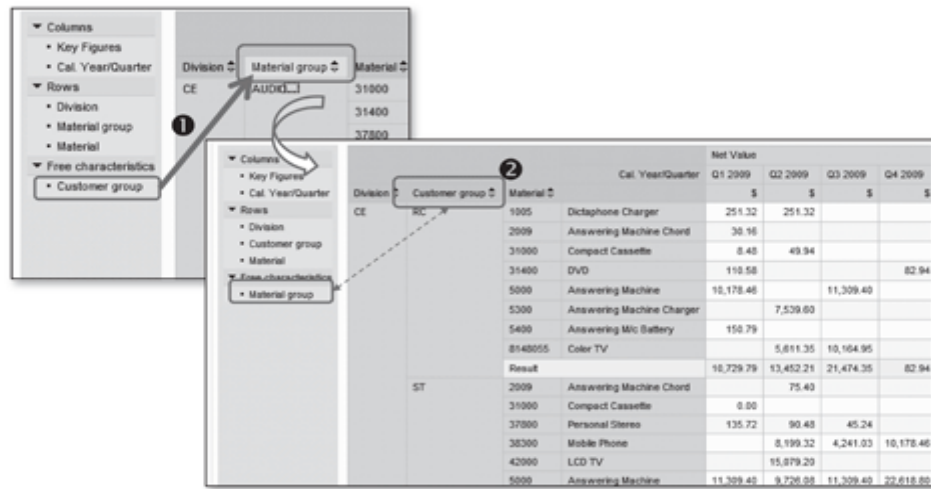 Columns
Key Figures
Cal. Year/Quarter
Rows
Division
Material group
Material
Free characteristics
Customer group
Division Material group Material
CE AUDIO 31000
31400
37800
1
2
Columns
Key Figures
Cal. Year/Quarter
Rows
Division
Customer group
Material
Free characteristics
Material group
Net Value
Cal. Year/Quarter Q1 2009 Q2 2009 Q3 2009 Q4 2009
Division Customer group Material $ $ $ $
CE RC 1005 Dictaphone Charger 251.32 251.32
2009 Answering Machine Chord 30.16
31000 Compact Cassette 8.48 49.94
31400 DVD 110.58 82.94
5000 Answering Machine 10,178.46 11,309.40
5300 Answering Machine Charger 7,539.60
5400 Answering M/c Battery 150.79
8148055 Color TV 5,611.35 10,164.95
Result 10,729.79 13,452.21 21,474.35 82.94
ST 2009 Answering Machine Chord 75.40
31000 Compact Cassette 0.00
37800 Personal Stereo 135.72 90.48 45.24
38300 Mobile Phone 8,199.32 4,241.03 10,178.46
42000 LCD TV 15,079.20
5000 Answering Machine 11,309.40 9,726.08 11,309.40 22,618.80